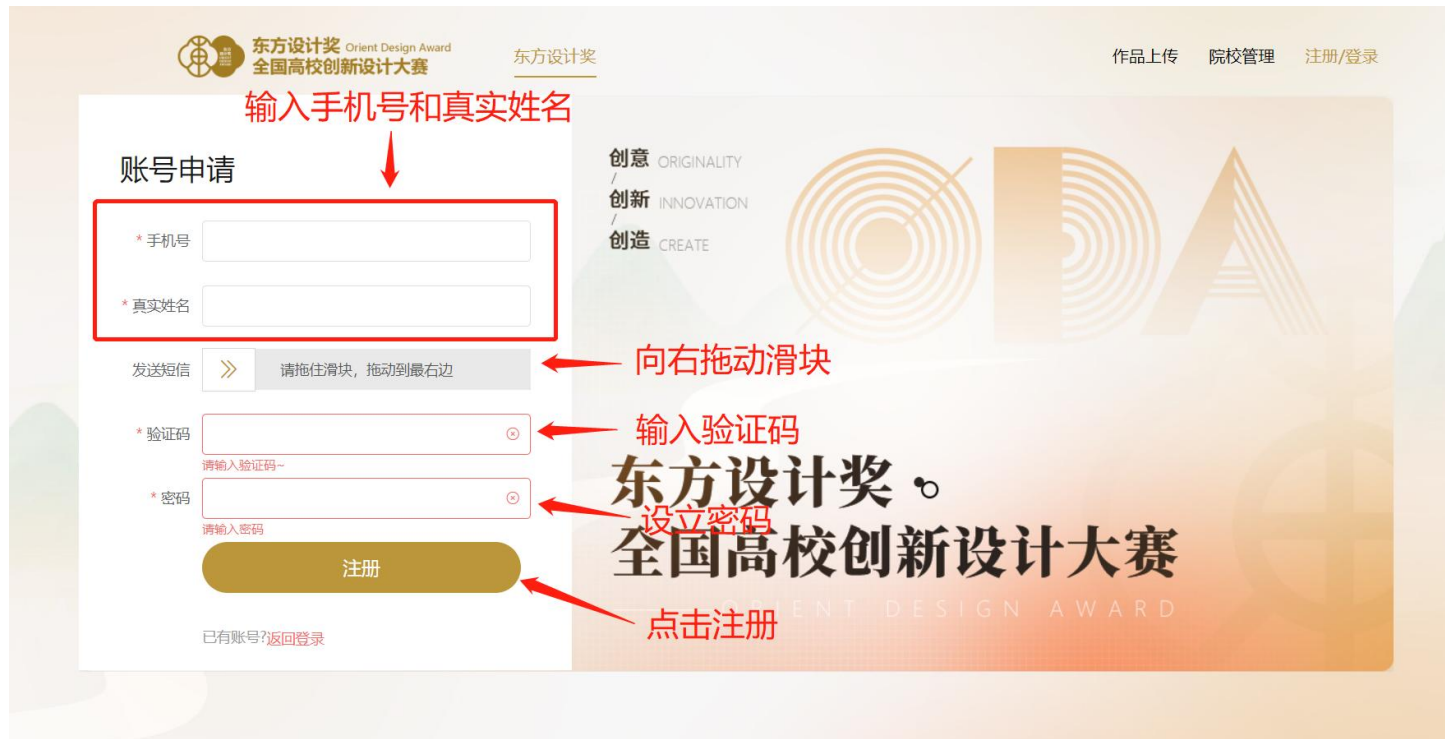 东方设计奖 Orient Design Award
全国高校创新设计大赛
东方设计奖
作品上传 院校管理 注册/登录
输入手机号和真实姓名
账号申请
* 手机号
* 真实姓名
发送短信 请拖住滑块，拖动到最右边
向右拖动滑块
* 验证码
输入验证码
请输入验证码~
* 密码
设立密码
请输入密码
注册
点击注册
已有账号?返回登录
创意 ORIGINALITY
/
创新 INNOVATION
/
创造 CREATE
ODA
东方设计奖
全国高校创新设计大赛
ORIENT DESIGN AWARD